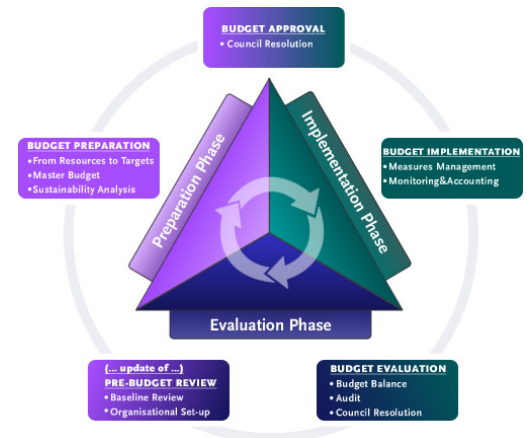 BUDGET APPROVAL
•Council Resolution
BUDGET PREPARATION
•From Resources to Targets
•Master Budget
•Sustainability Analysis
Preparation Phase
Implementation Phase
BUDGET IMPLEMENTATION
•Measures Management
•Monitoring&Accounting
Evaluation Phase
(... update of ...)
PRE-BUDGET REVIEW
•Baseline Review
•Organisational Set-up
BUDGET EVALUATION
•Budget Balance
•Audit
•Council Resolution